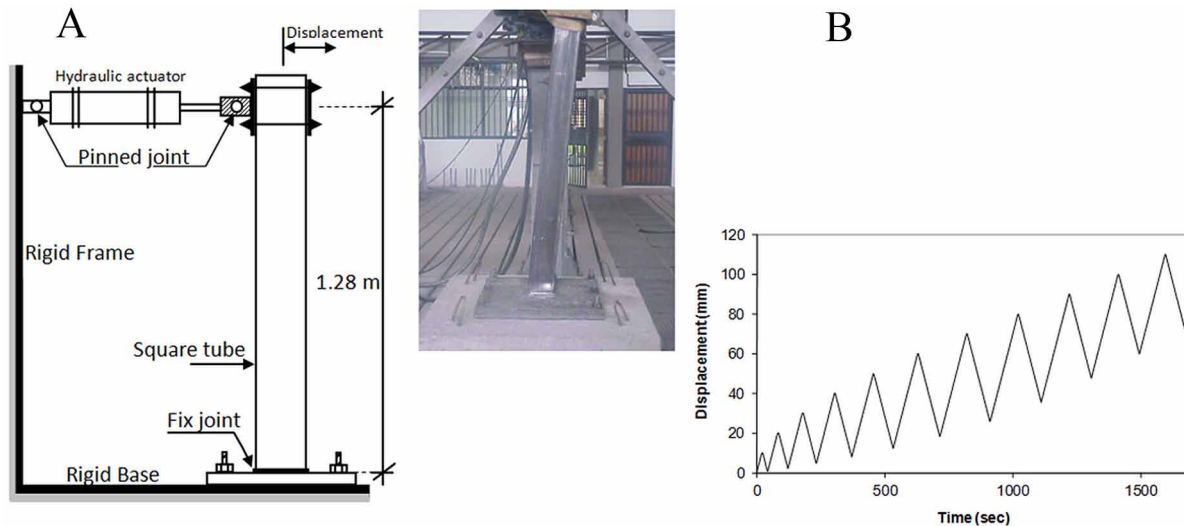 A
Displacement
Hydraulic actuator
Pinned joint
Rigid Frame
1.28 m
Square tube
Fix joint
Rigid Base
B
120
100
80
60
40
20
0
Displacement (mm)
0
500
1000
1500
Time (sec)